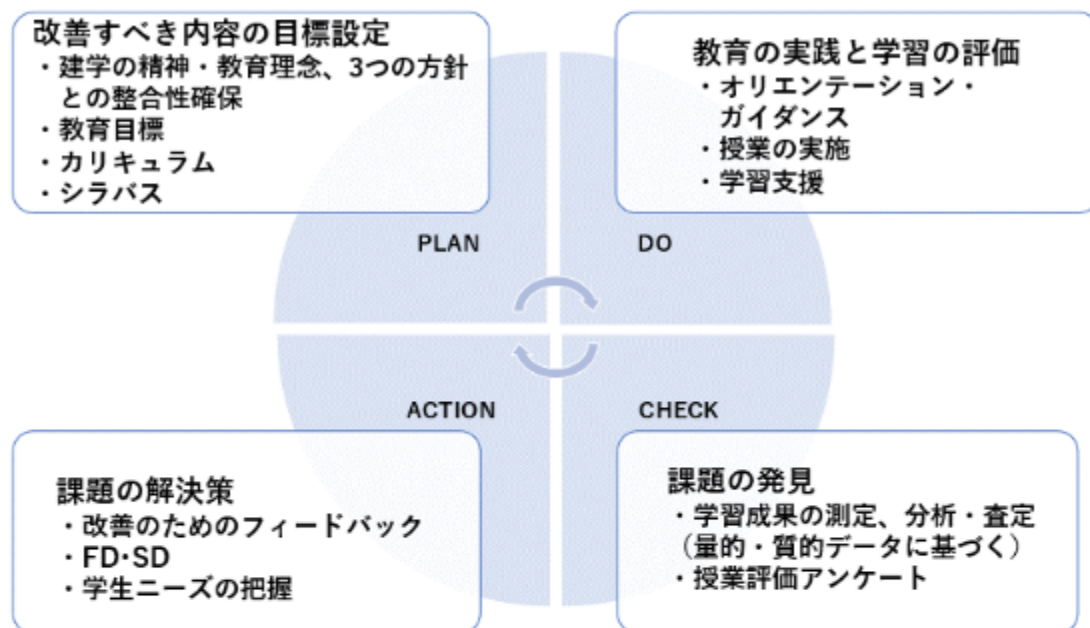 改善すべき内容の目標設定
・建学の精神・教育理念、3つの方針
との整合性確保
・教育目標
・カリキュラム
・シラバス
PLAN
教育の実践と学習の評価
・オリエンテーション・
ガイダンス
・授業の実施
・学習支援
DO
ACTION
課題の解決策
・改善のためのフィードバック
・FD･SD
・学生ニーズの把握
CHECK
課題の発見
・学習成果の測定、分析・査定
（量的・質的データに基づく）
・授業評価アンケート